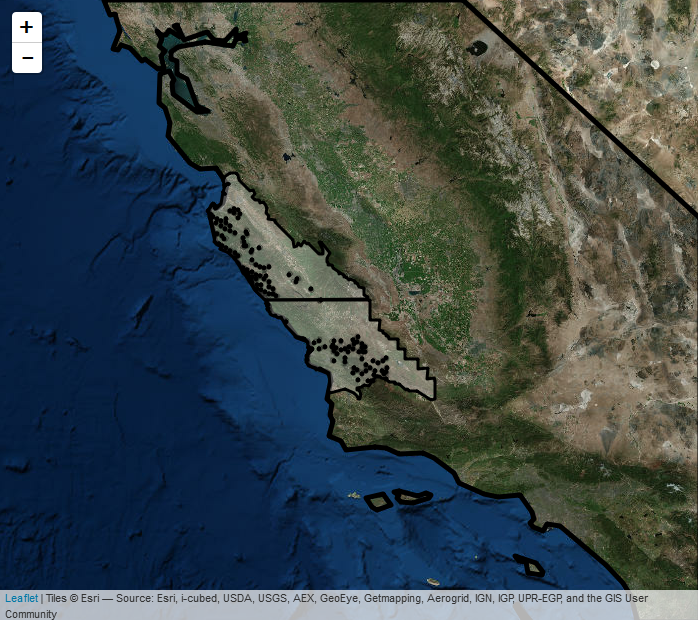 +
−
Leaflet | Tiles © Esri — Source: Esri, i-cubed, USDA, USGS, AEX, GeoEye, Getmapping, Aerogrid, IGN, IGP, UPR-EGP, and the GIS User
Community